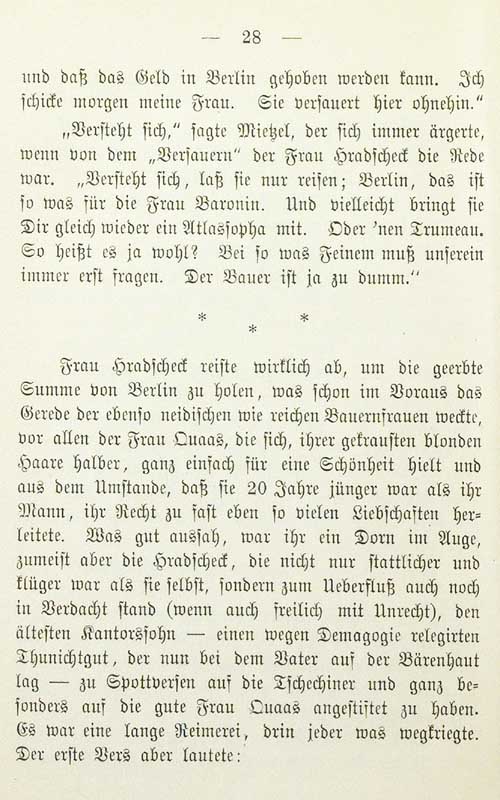 — 28 —
und daß das Geld in Berlin gehoben werden kann. Ich
schicke morgen meine Frau. Sie versauert hier ohnehin.“
„Versteht sich,“ sagte Mietzel, der sich immer ärgerte,
wenn von dem „Versauern“ der Frau Hradscheck die Rede
war. „Versteht sich, laß sie nur reisen; Berlin, das ist
so was für die Frau Baronin. Und vielleicht bringt sie
Dir gleich wieder ein Atlassopha mit. Oder ’nen Trumeau.
So heißt es ja wohl? Bei so was Feinem muß unserein
immer erst fragen. Der Bauer ist ja zu dumm.“
* * *
Frau Hradscheck reiste wirklich ab, um die geerbte
Summe von Berlin zu holen, was schon im Voraus das
Gerede der ebenso neidischen wie reichen Bauernfrauen weckte,
vor allen der Frau Quaas, die sich, ihrer gekrausten blonden
Haare halber, ganz einfach für eine Schönheit hielt und
aus dem Umstande, daß sie 20 Jahre jünger war als ihr
Mann, ihr Recht zu fast eben so vielen Liebschaften her-
leitete. Was gut aussah, war ihr ein Dorn im Auge,
zumeist aber die Hradscheck, die nicht nur stattlicher und
klüger war als sie selbst, sondern zum Ueberfluß auch noch
in Verdacht stand (wenn auch freilich mit Unrecht), den
ältesten Kantorssohn — einen wegen Demagogie relegirten
Thunichtgut, der nun bei dem Vater auf der Bärenhaut
lag — zu Spottversen auf die Tschechiner und ganz be-
sonders auf die gute Frau Quaas angestiftet zu haben.
Es war eine lange Reimerei, drin jeder was wegkriegte.
Der erste Vers aber lautete: